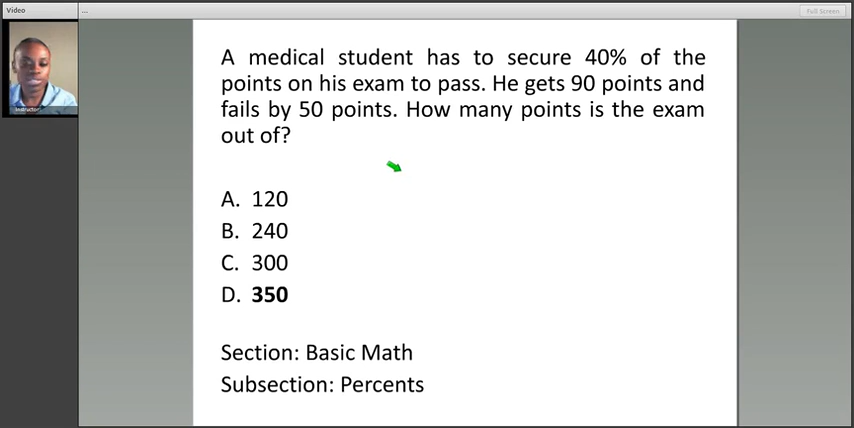 Video
...
Full Screen
Instructor
A medical student has to secure 40% of the
points on his exam to pass. He gets 90 points and
fails by 50 points. How many points is the exam
out of?
A. 120
B. 240
C. 300
D. 350
Section: Basic Math
Subsection: Percents